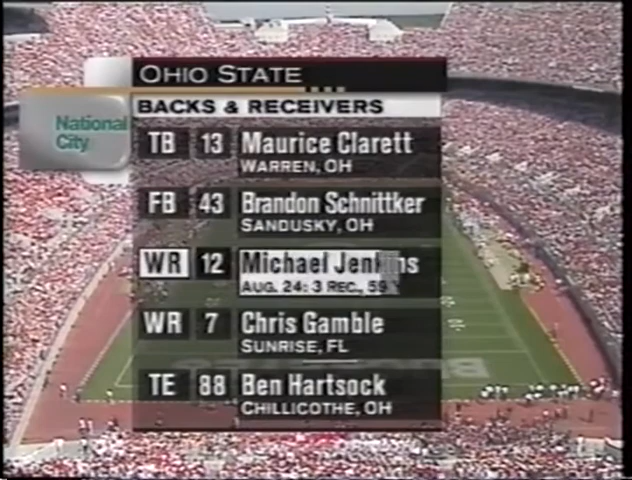 OHIO STATE
BACKS & RECEIVERS
National
City
TB 13 Maurice Clarett
WARREN, OH
FB 43 Brandon Schnittker
SANDUSKY, OH
WR 12 Michael Jenkins
AUG. 24: 3 REC., 59
WR 7 Chris Gamble
SUNRISE, FL
TE 88 Ben Hartsock
CHILLICOTHE, OH